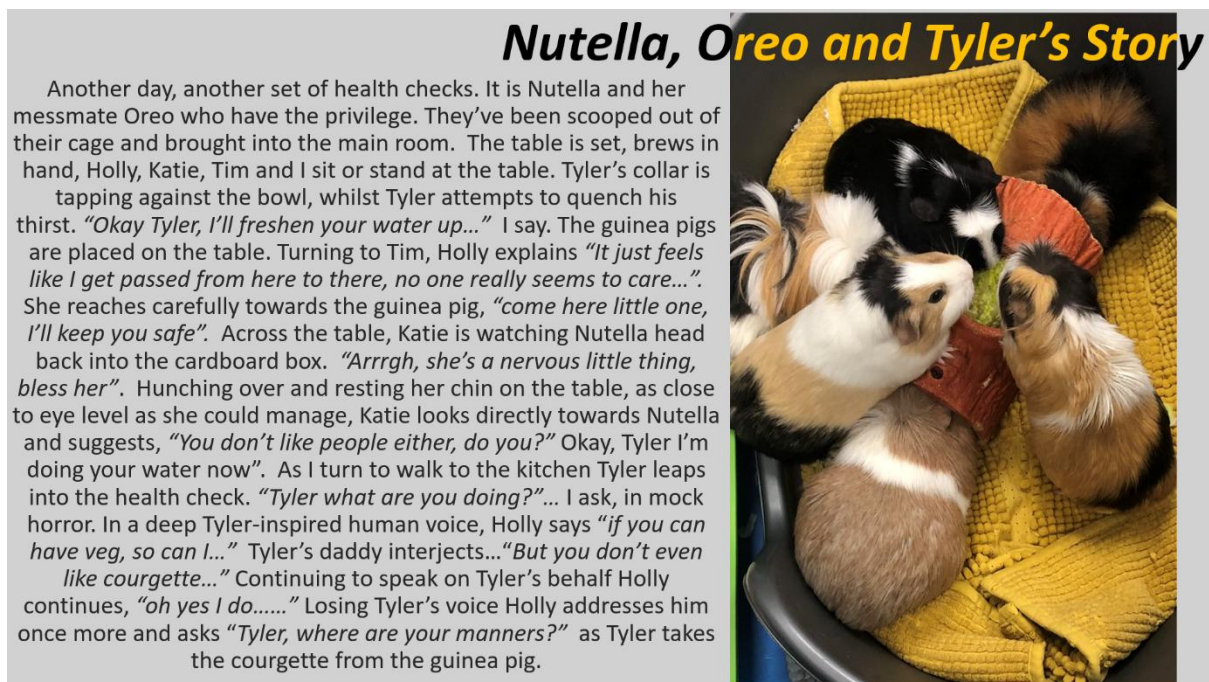 Nutella, Oreo and Tyler’s Story
Another day, another set of health checks. It is Nutella and her
messmate Oreo who have the privilege. They’ve been scooped out of
their cage and brought into the main room.  The table is set, brews in
hand, Holly, Katie, Tim and I sit or stand at the table. Tyler’s collar is
tapping against the bowl, whilst Tyler attempts to quench his
thirst. “Okay Tyler, I’ll freshen your water up…”  I say. The guinea pigs
are placed on the table. Turning to Tim, Holly explains “It just feels
like I get passed from here to there, no one really seems to care…”.
She reaches carefully towards the guinea pig, “come here little one,
I’ll keep you safe”.  Across the table, Katie is watching Nutella head
back into the cardboard box.  “Arrrgh, she’s a nervous little thing,
bless her”.  Hunching over and resting her chin on the table, as close
to eye level as she could manage, Katie looks directly towards Nutella
and suggests, “You don’t like people either, do you?” Okay, Tyler I’m
doing your water now”.  As I turn to walk to the kitchen Tyler leaps
into the health check. “Tyler what are you doing?”… I ask, in mock
horror. In a deep Tyler-inspired human voice, Holly says “if you can
have veg, so can I…”  Tyler’s daddy interjects…“But you don’t even
like courgette…” Continuing to speak on Tyler’s behalf Holly
continues, “oh yes I do……” Losing Tyler’s voice Holly addresses him
once more and asks “Tyler, where are your manners?”  as Tyler takes
the courgette from the guinea pig.